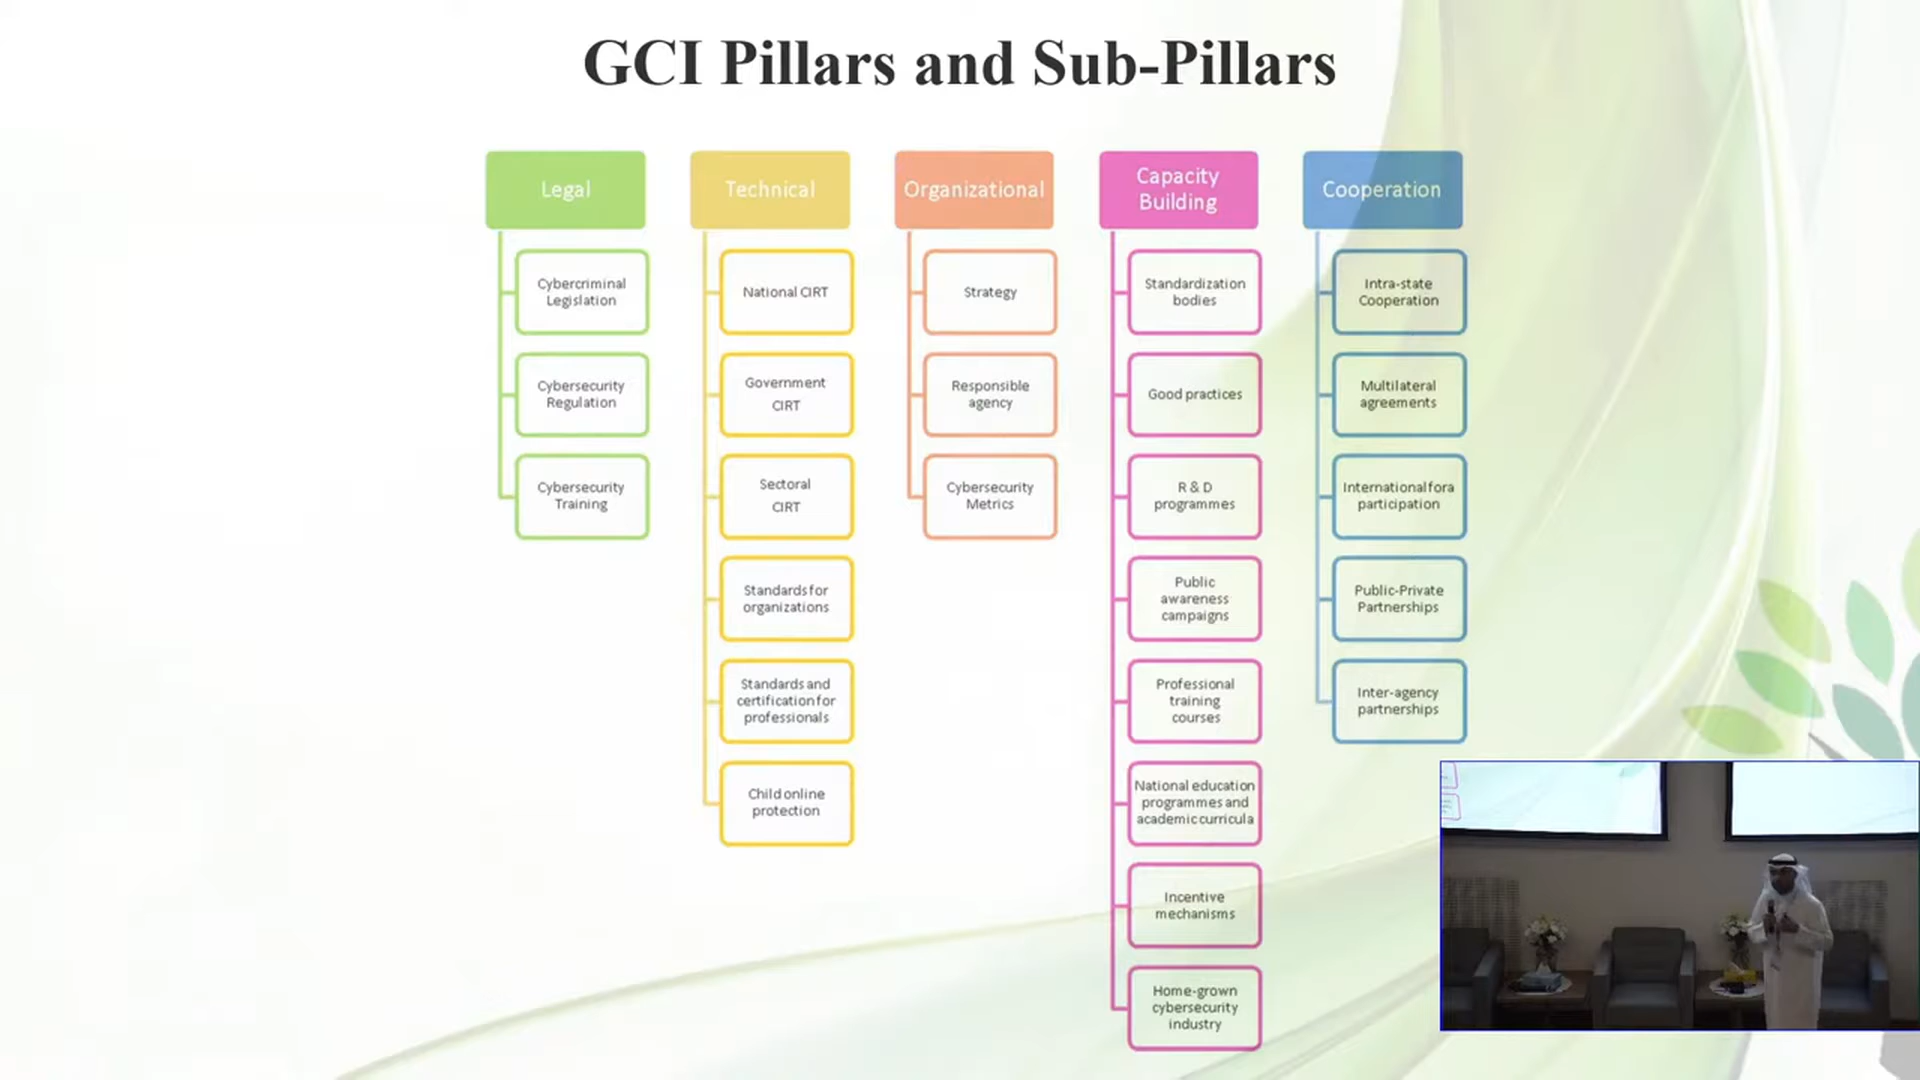 GCI Pillars and Sub-Pillars
Legal
Cybercriminal
Legislation
Cybersecurity
Regulation
Cybersecurity
Training
Technical
National CIRT
Government
CIRT
Sectoral
CIRT
Standards for
organizations
Standards and
certification for
professionals
Child online
protection
Organizational
Strategy
Responsible
agency
Cybersecurity
Metrics
Capacity
Building
Standardization
bodies
Good practices
R & D
programmes
Public
awareness
campaigns
Professional
training
courses
National education
programmes and
academic curricula
Incentive
mechanisms
Home-grown
cybersecurity
industry
Cooperation
Intra-state
Cooperation
Multilateral
agreements
International fora
participation
Public-Private
Partnerships
Inter-agency
partnerships